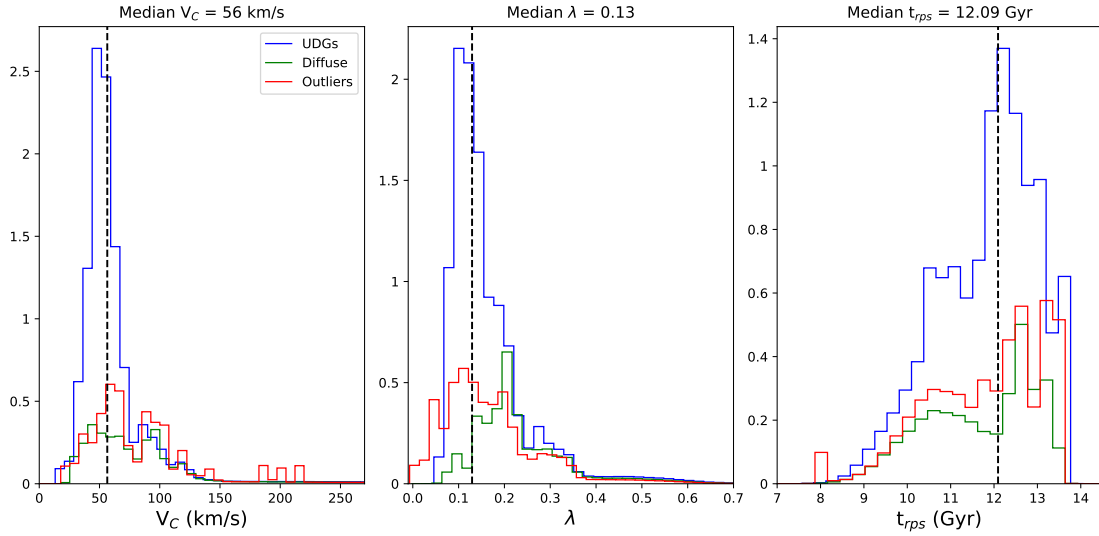 Median V_C = 56 km/s
UDGs
Diffuse
Outliers
2.5
2
1.5
1
0.5
0
0 50 100 150 200 250
V_C (km/s)
Median λ = 0.13
2
1.5
1
0.5
0
0 0.1 0.2 0.3 0.4 0.5 0.6 0.7
λ
Median t_rps = 12.09 Gyr
1.4
1.2
1
0.8
0.6
0.4
0.2
0
7 8 9 10 11 12 13 14
t_rps (Gyr)